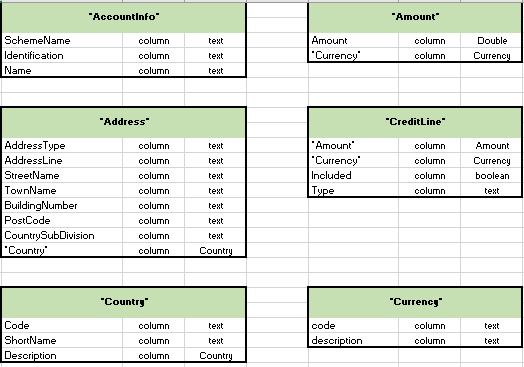 "AccountInfo"
SchemeName column text
Identification column text
Name column text
"Amount"
Amount column Double
"Currency" column Currency
"Address"
AddressType column text
AddressLine column text
StreetName column text
TownName column text
BuildingNumber column text
PostCode column text
CountrySubDivision column text
"Country" column Country
"CreditLine"
"Amount" column Amount
"Currency" column Currency
Included column boolean
Type column text
"Country"
Code column text
ShortName column text
Description column Country
"Currency"
code column text
description column text